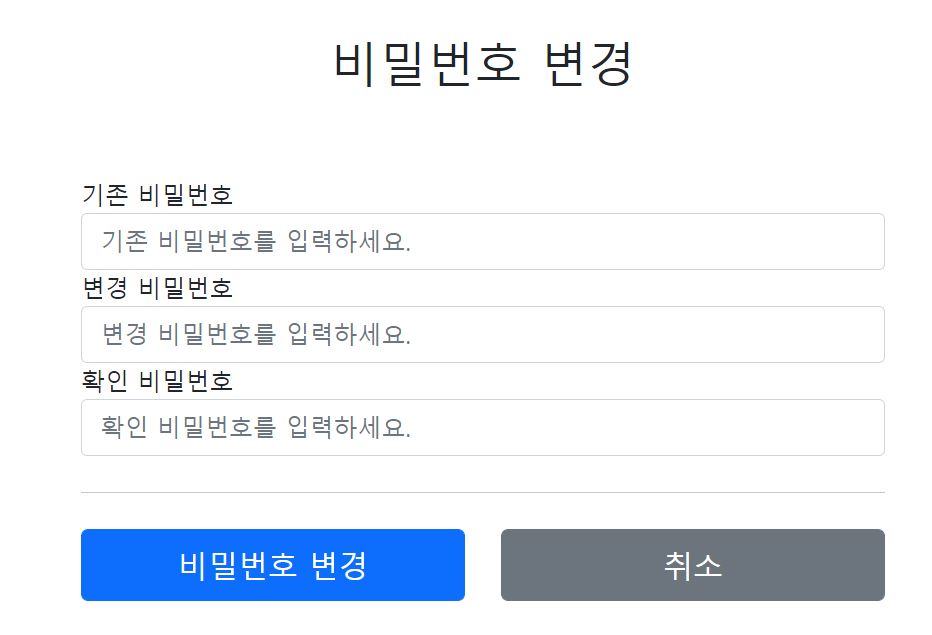 비밀번호 변경
기존 비밀번호
기존 비밀번호를 입력하세요.
변경 비밀번호
변경 비밀번호를 입력하세요.
확인 비밀번호
확인 비밀번호를 입력하세요.
비밀번호 변경 취소